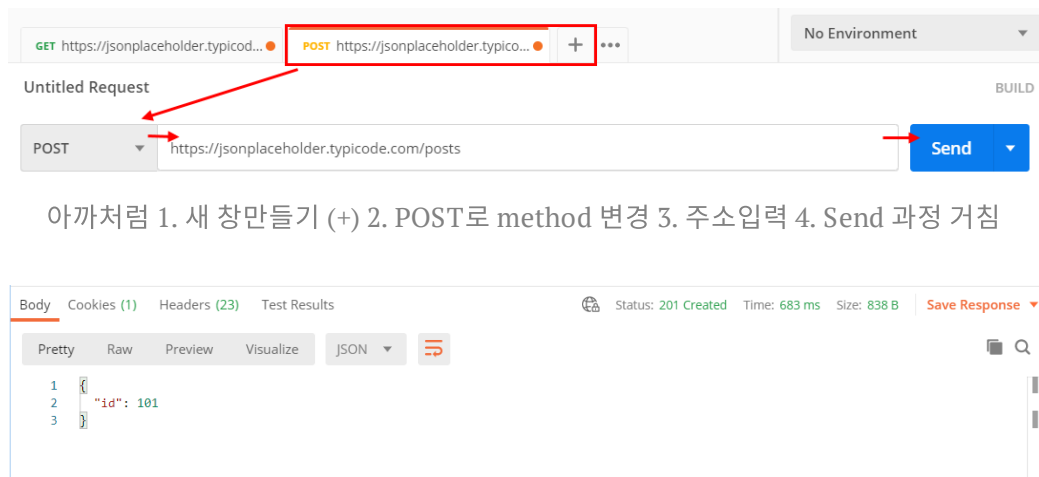 GET https://jsonplaceholder.typicod... POST https://jsonplaceholder.typico... + ••• No Environment
Untitled Request BUILD
POST https://jsonplaceholder.typicode.com/posts Send
아까처럼 1. 새 창만들기 (+) 2. POST로 method 변경 3. 주소입력 4. Send 과정 거침
Body Cookies (1) Headers (23) Test Results Status: 201 Created Time: 683 ms Size: 838 B Save Response
Pretty Raw Preview Visualize JSON
1 {
2 "id": 101
3 }